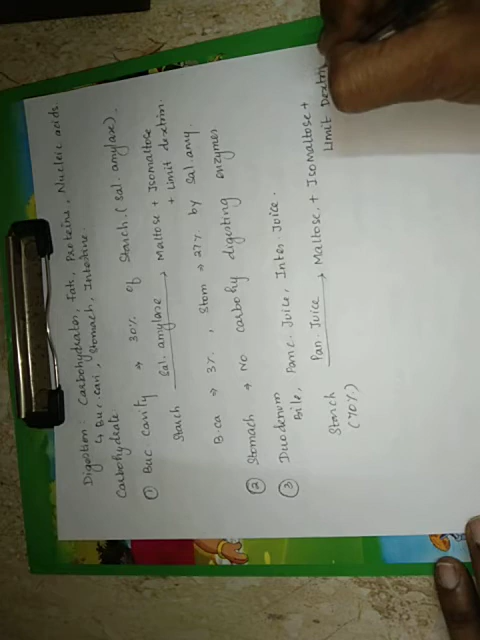 Digestion: Carbohydrates, Fats, Proteins, Nucleic acids.
↳ Buc. cavi, Stomach, Intestine.
Carbohydrate
① Buc. cavity → 30% of Starch. (Sal. amylase).
Starch Sal. amylase → Maltose + Isomaltose
+ Limit dextrin.
B.ca ⇒ 3%, Stom ⇒ 27% by Sal. amy.
② Stomach → No carbohy digesting enzymes
③ Duodenum
Bile, Panc. Juice, Intes. Juice.
Starch Pan. Juice → Maltose + Isomaltose +
(70%) Limit Dextrin